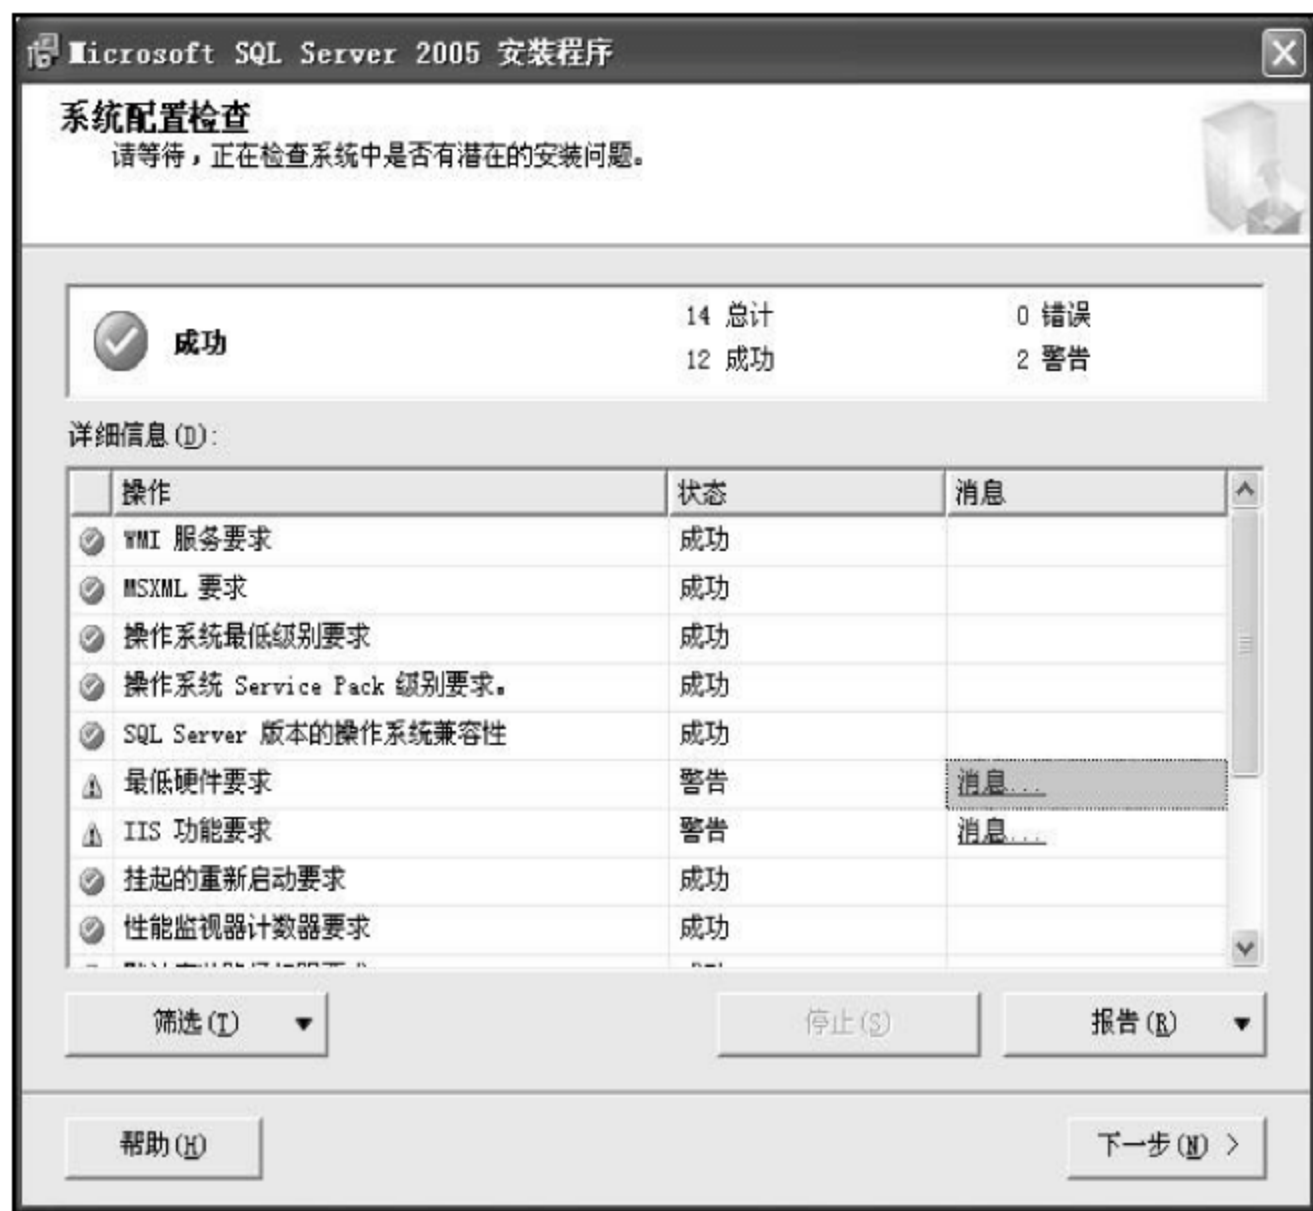 Microsoft SQL Server 2005 安装程序
系统配置检查
请等待，正在检查系统中是否有潜在的安装问题。
成功
14 总计
0 错误
12 成功
2 警告
详细信息(D):
操作 状态 消息
WMI 服务要求 成功
MSXML 要求 成功
操作系统最低级别要求 成功
操作系统 Service Pack 级别要求。 成功
SQL Server 版本的操作系统兼容性 成功
最低硬件要求 警告 消息...
IIS 功能要求 警告 消息...
挂起的重新启动要求 成功
性能监视器计数器要求 成功
筛选(T)
停止(S)
报告(R)
帮助(H)
下一步(N) >